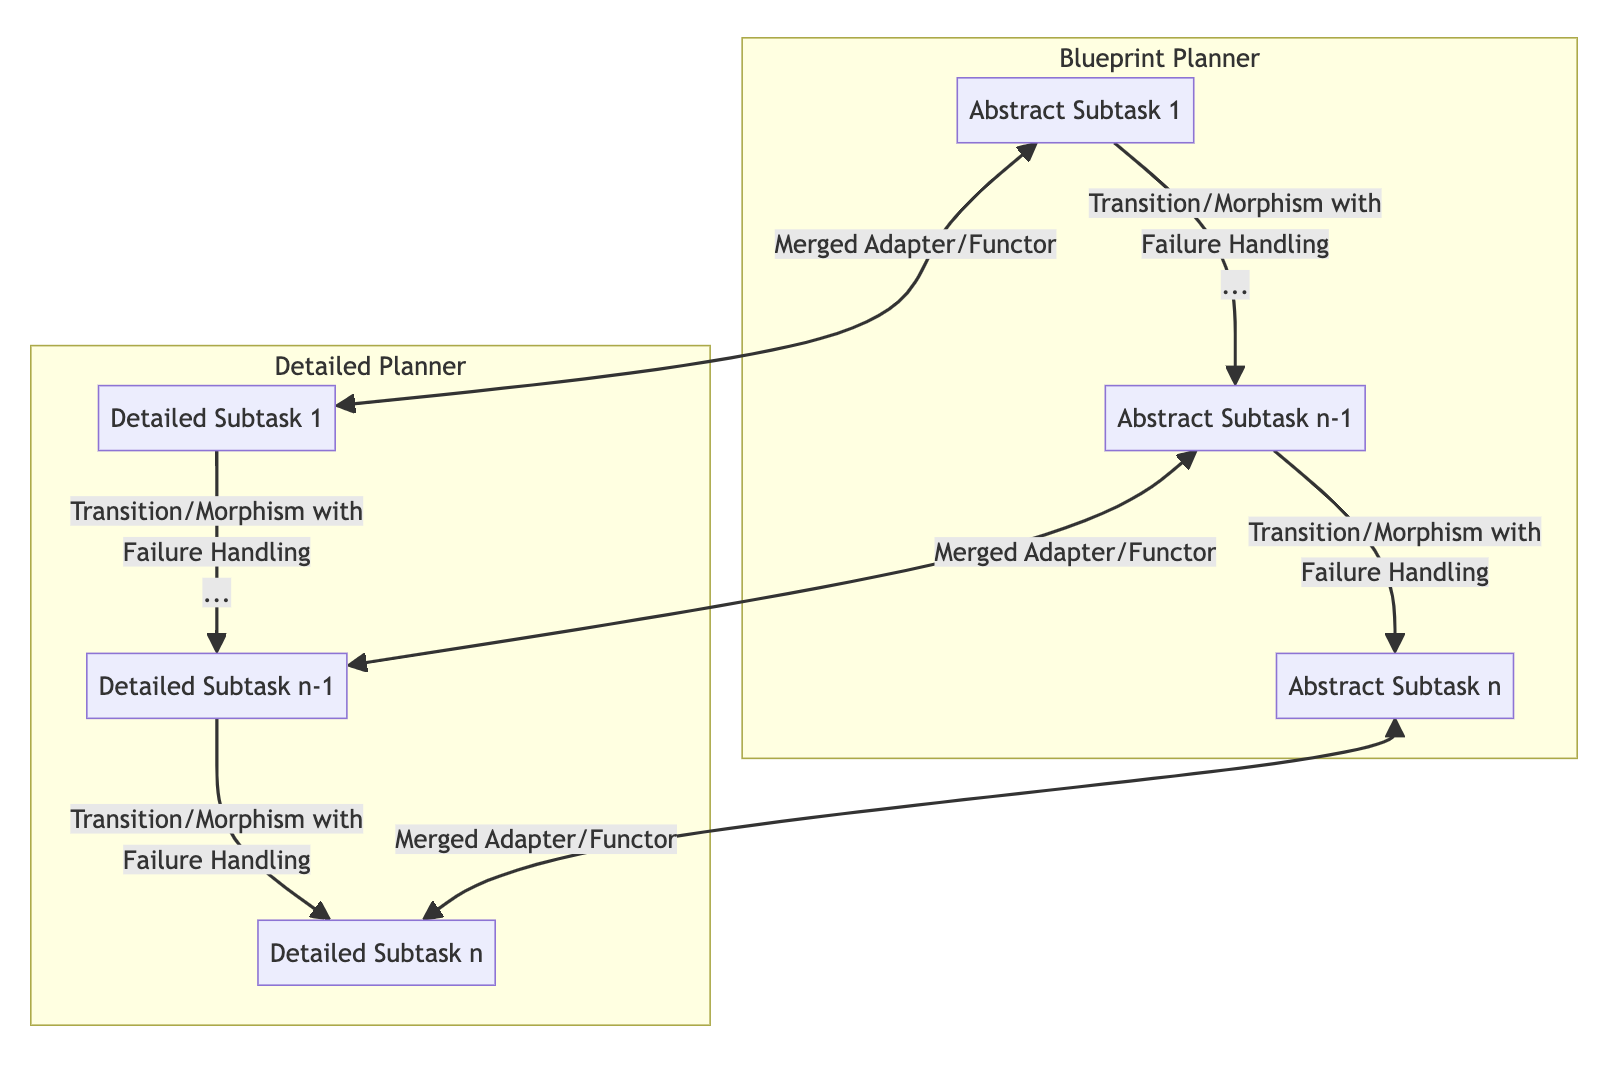 Blueprint Planner
Abstract Subtask 1
Transition/Morphism with
Failure Handling
...
Merged Adapter/Functor
Detailed Planner
Detailed Subtask 1
Abstract Subtask n-1
Transition/Morphism with
Failure Handling
...
Merged Adapter/Functor
Transition/Morphism with
Failure Handling
Detailed Subtask n-1
Abstract Subtask n
Transition/Morphism with
Failure Handling
Merged Adapter/Functor
Detailed Subtask n